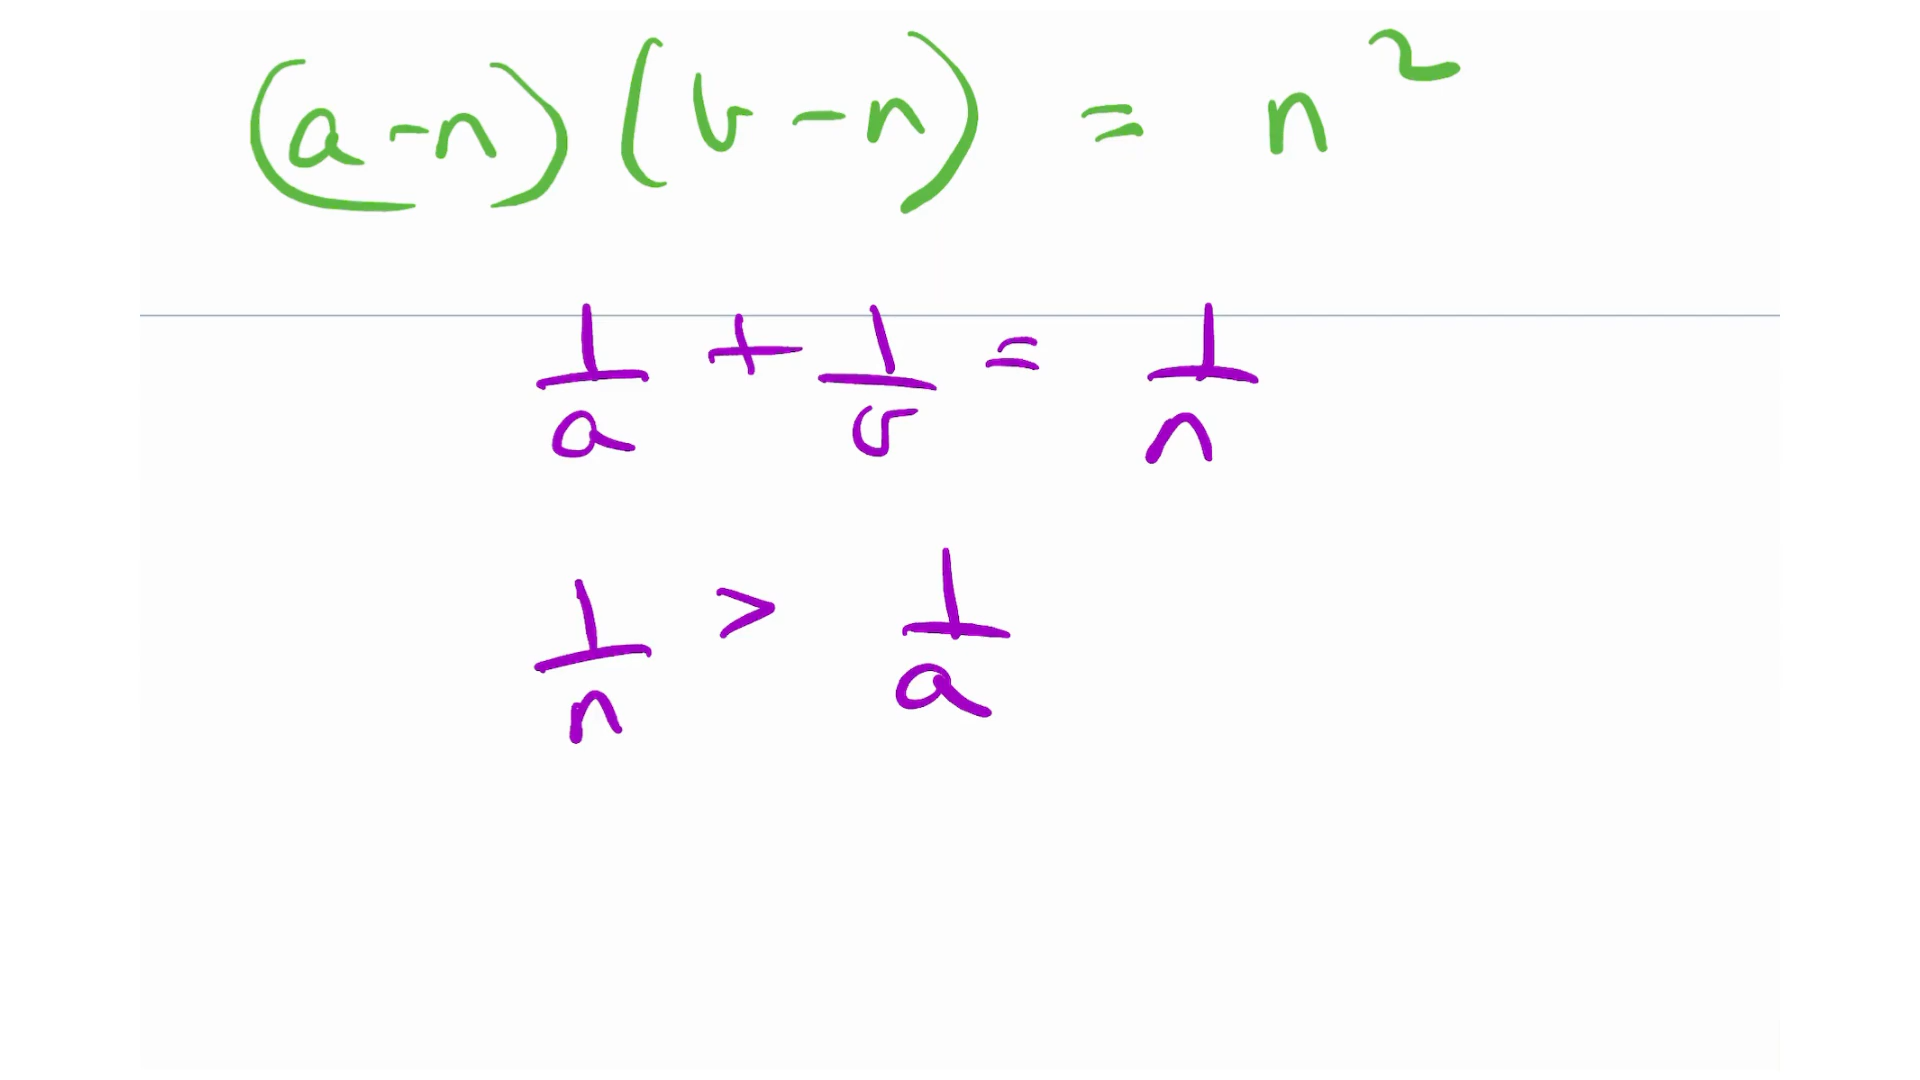 (a-n)(b-n) = n²
1/a + 1/b = 1/n
1/n > 1/a